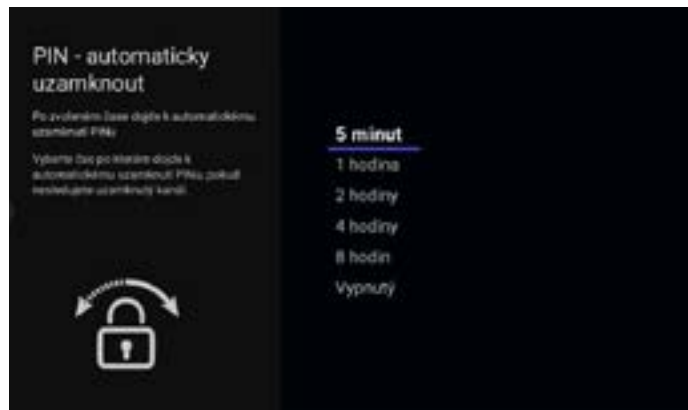 PIN - automaticky
uzamknout
Po zvoleném čase dojde k automatickému
uzamknutí PINu
Vyberte čas po kterém dojde k
automatickému uzamknutí PINu, pokud
nesledujete uzamknutý kanál.
5 minut
1 hodina
2 hodiny
4 hodiny
8 hodin
Vypnutý